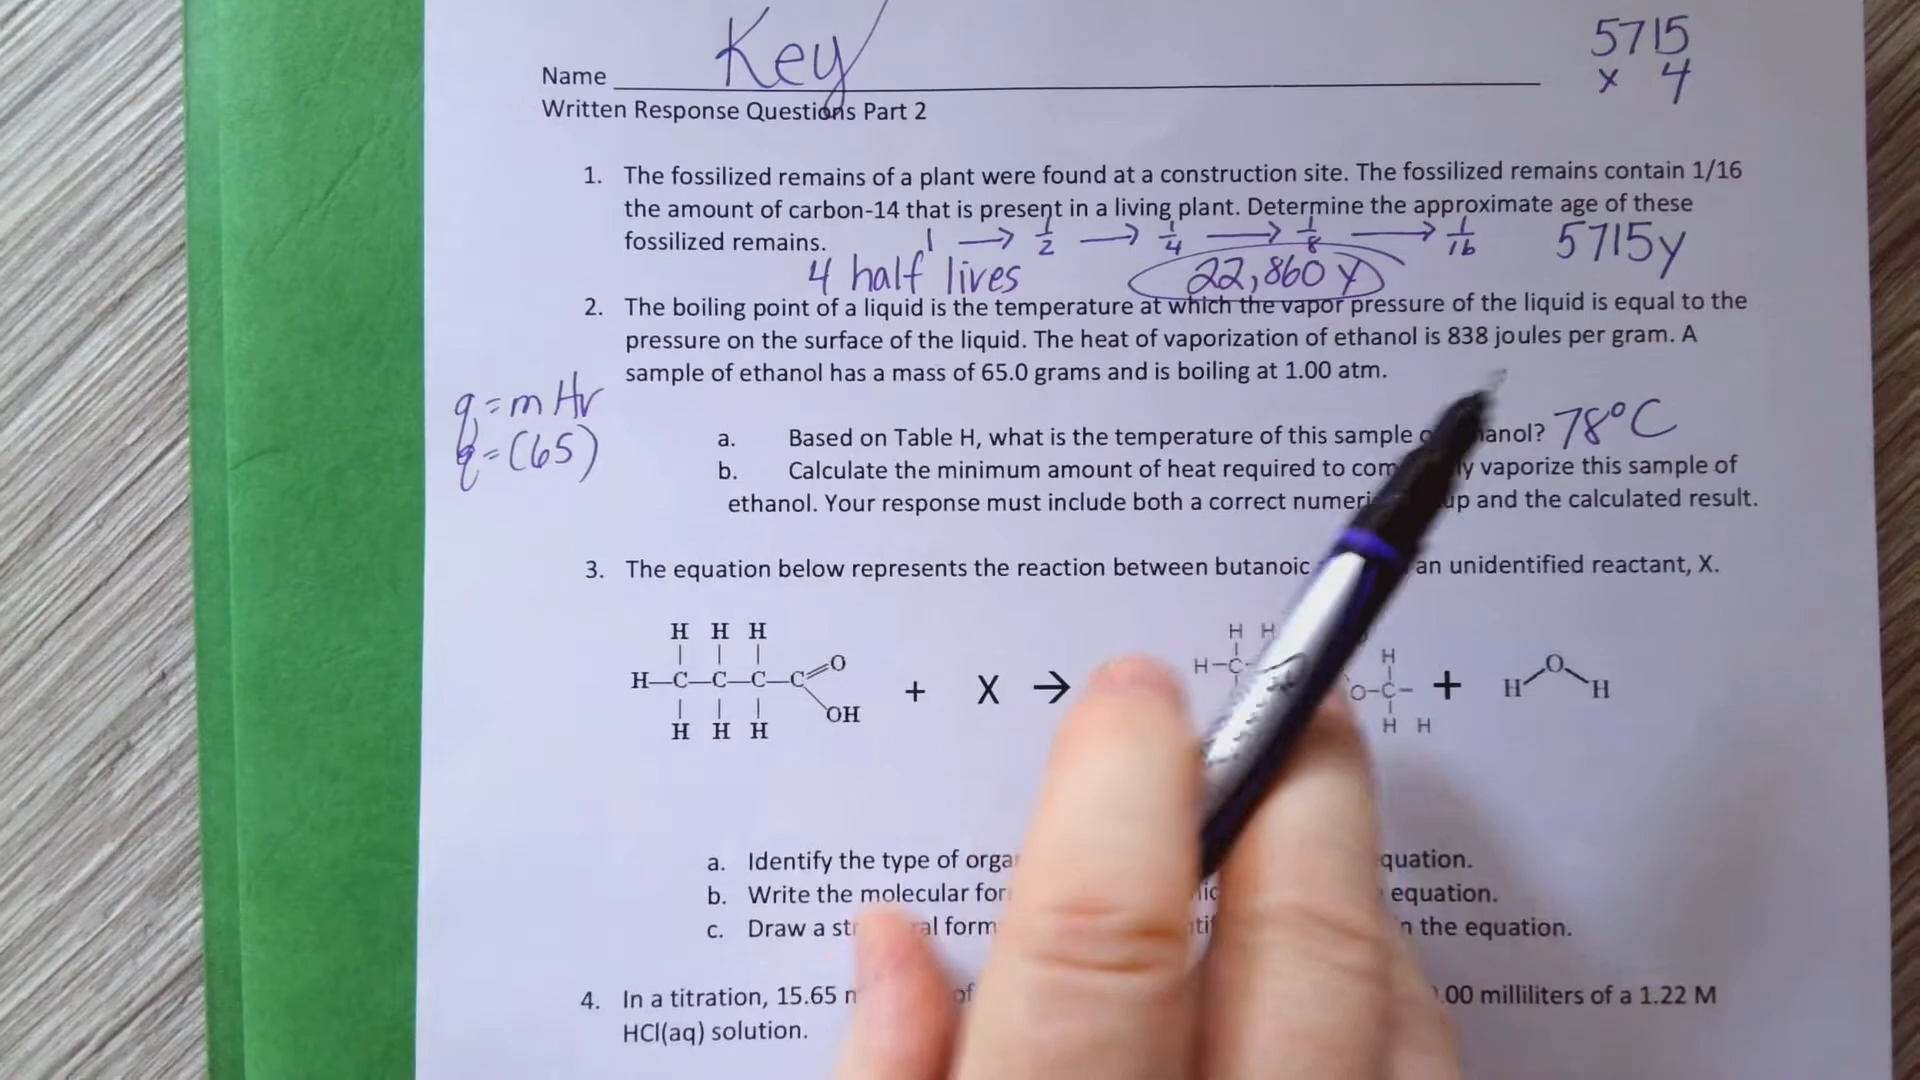 Key
5715
x 4
Name
Written Response Questions Part 2
1. The fossilized remains of a plant were found at a construction site. The fossilized remains contain 1/16
the amount of carbon-14 that is present in a living plant. Determine the approximate age of these
fossilized remains. 1 → 1/2 → 1/4 → 1/8 → 1/16 5715y
4 half lives 22,860 y
2. The boiling point of a liquid is the temperature at which the vapor pressure of the liquid is equal to the
pressure on the surface of the liquid. The heat of vaporization of ethanol is 838 joules per gram. A
sample of ethanol has a mass of 65.0 grams and is boiling at 1.00 atm.
q = m Hv
q = (65)
a. Based on Table H, what is the temperature of this sample anol? 78°C
b. Calculate the minimum amount of heat required to com ly vaporize this sample of
ethanol. Your response must include both a correct numeri up and the calculated result.
3. The equation below represents the reaction between butanoic an unidentified reactant, X.
H H H
H-C-C-C-C=O
OH
H H H
+ X →
H H
H-C
H
O-C-
H H
+ H O H
a. Identify the type of orga quation.
b. Write the molecular for equation.
c. Draw a st al form n the equation.
4. In a titration, 15.65 of .00 milliliters of a 1.22 M
HCl(aq) solution.